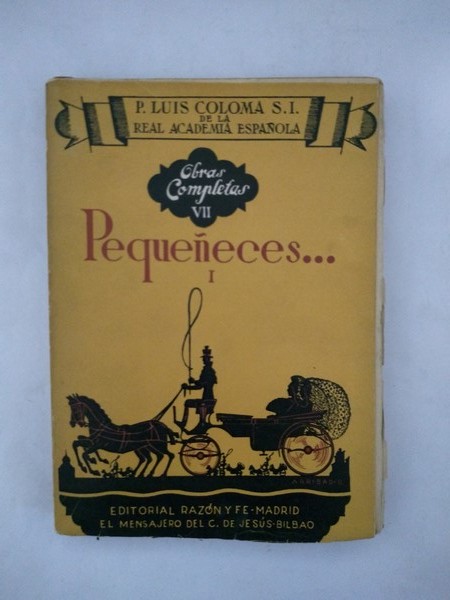 P. LUIS COLOMA S.I.
DE LA
REAL ACADEMIA ESPAÑOLA
Obras
Completas
VII
Pequeñeces...
I
EDITORIAL RAZÓN Y FE-MADRID
EL MENSAJERO DEL C. DE JESÚS-BILBAO